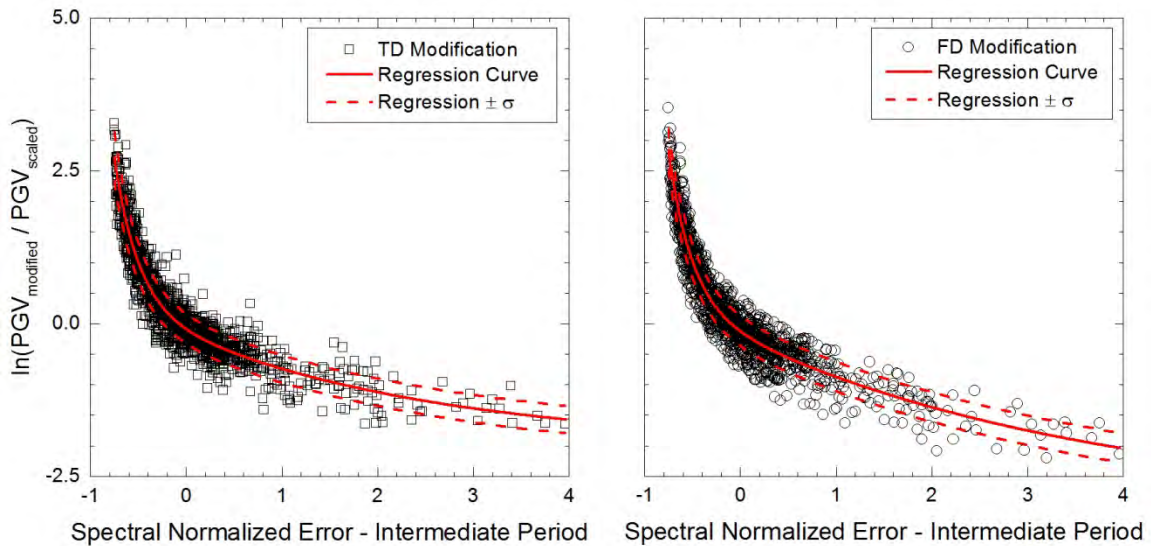 5.0
2.5
0.0
-2.5
ln(PGVmodified / PGVscaled)
TD Modification
Regression Curve
Regression ± σ
-1 0 1 2 3 4
Spectral Normalized Error - Intermediate Period
FD Modification
Regression Curve
Regression ± σ
-1 0 1 2 3 4
Spectral Normalized Error - Intermediate Period